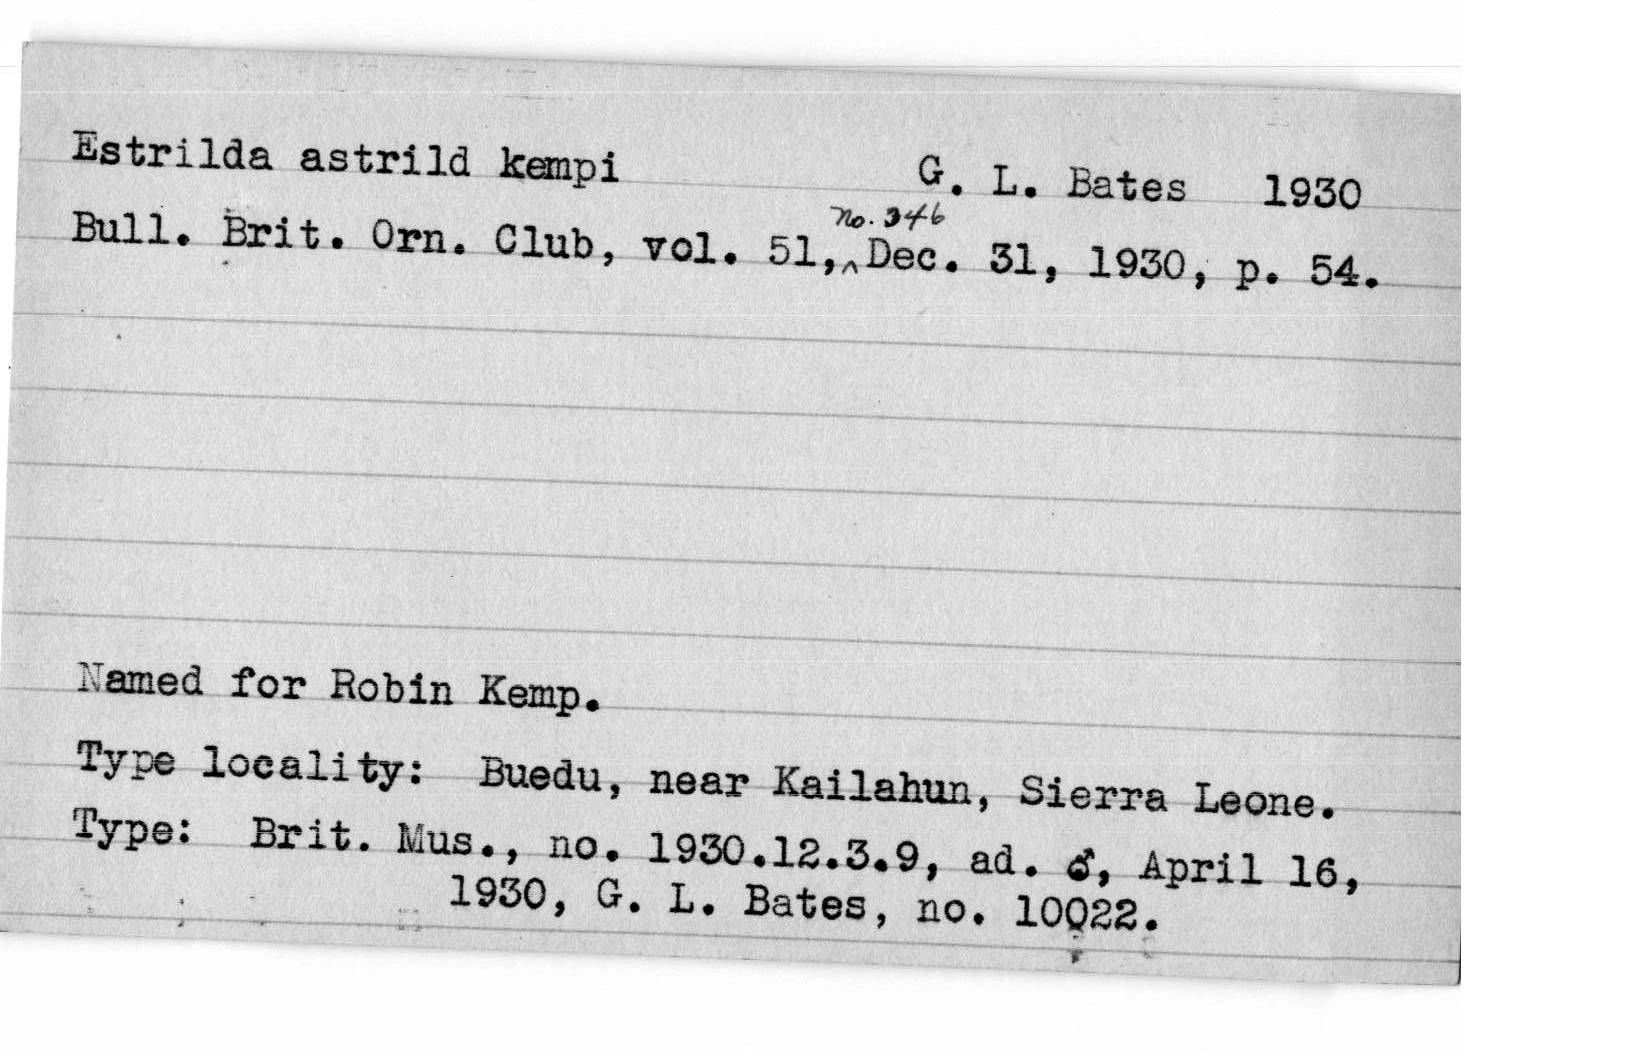 Estrilda astrild kempi G. L. Bates 1930
no. 346
Bull. Brit. Orn. Club, vol. 51,^Dec. 31, 1930, p. 54.
Named for Robin Kemp.
Type locality: Buedu, near Kailahun, Sierra Leone.
Type: Brit. Mus., no. 1930.12.3.9, ad. ♂, April 16,
1930, G. L. Bates, no. 10022.